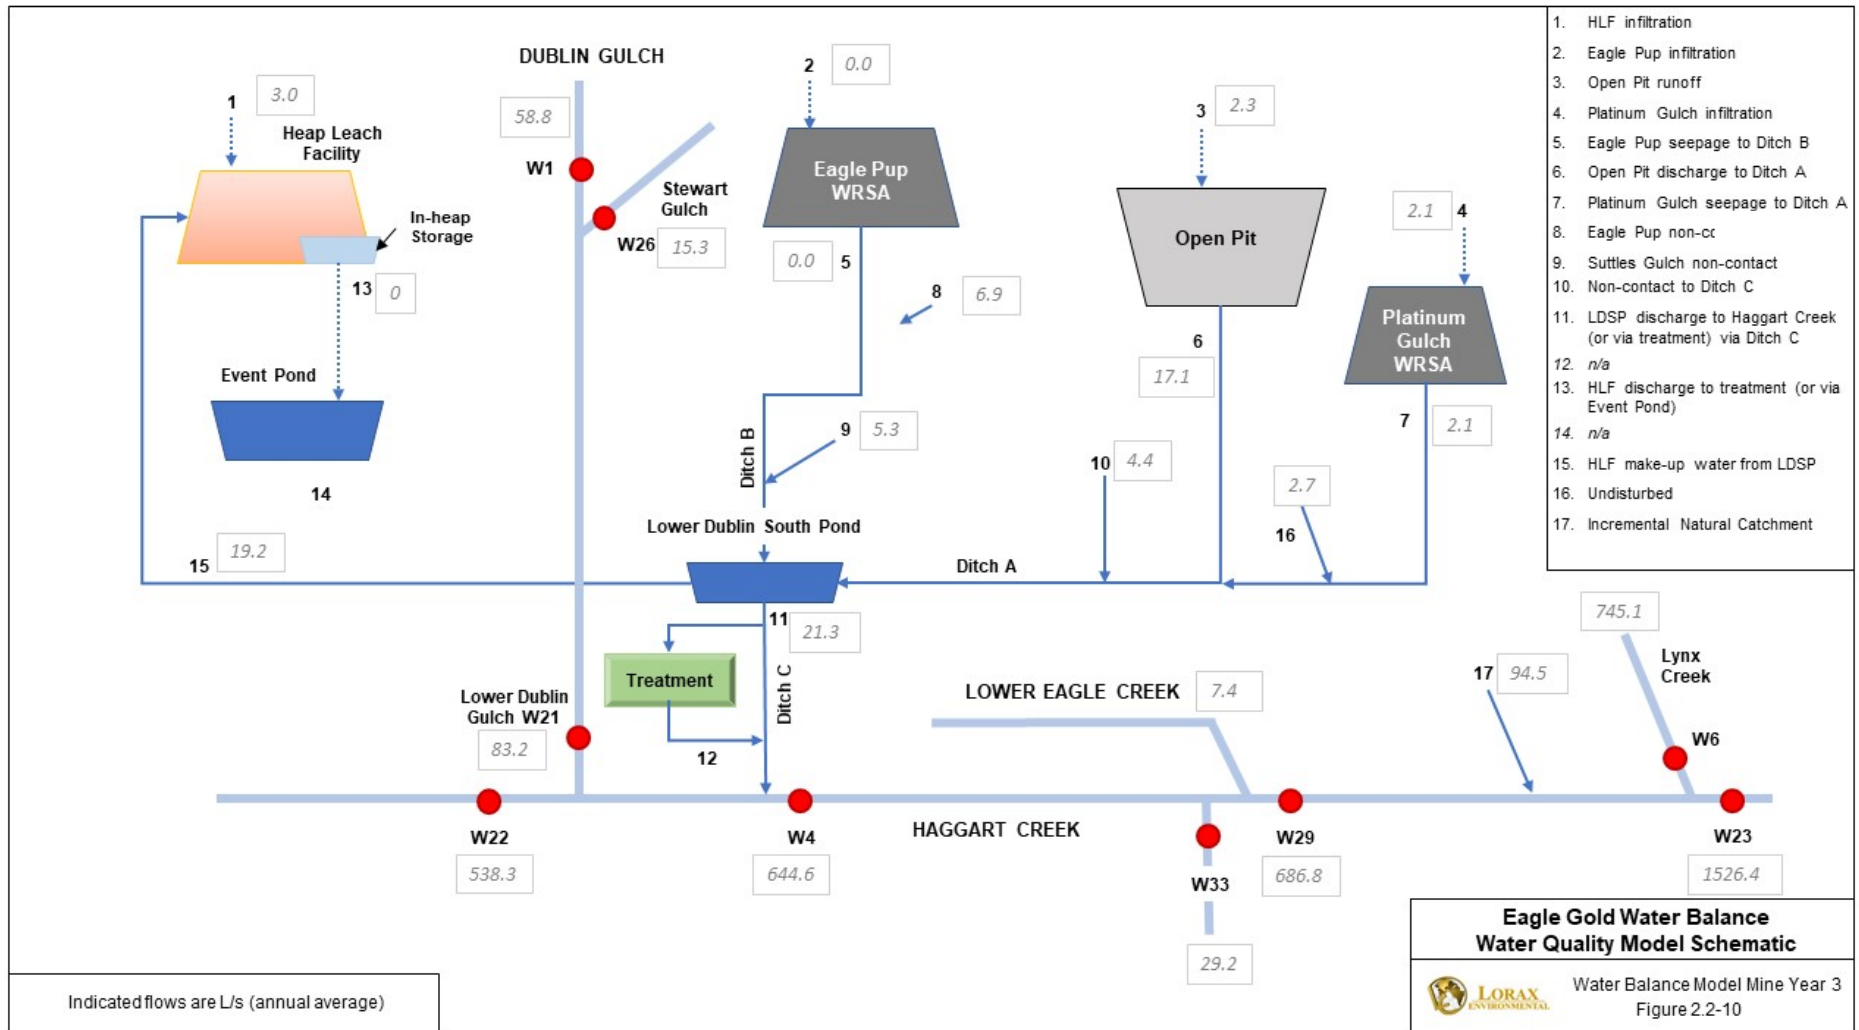 DUBLIN GULCH
58.8
W1
Stewart
Gulch
W26
15.3
1
3.0
Heap Leach
Facility
In-heap
Storage
13
0
Event Pond
14
15
19.2
2
0.0
Eagle Pup
WRSA
0.0
5
8
6.9
Ditch B
9
5.3
Lower Dublin South Pond
3
2.3
Open Pit
6
17.1
10
4.4
Ditch A
2.1
4
Platinum
Gulch
WRSA
7
2.1
2.7
16
11
21.3
Treatment
Ditch C
12
Lower Dublin
Gulch W21
83.2
LOWER EAGLE CREEK
7.4
17
94.5
745.1
Lynx
Creek
W6
W22
538.3
W4
644.6
HAGGART CREEK
W33
29.2
W29
686.8
W23
1526.4
1. HLF infiltration
2. Eagle Pup infiltration
3. Open Pit runoff
4. Platinum Gulch infiltration
5. Eagle Pup seepage to Ditch B
6. Open Pit discharge to Ditch A
7. Platinum Gulch seepage to Ditch A
8. Eagle Pup non-cc
9. Suttles Gulch non-contact
10. Non-contact to Ditch C
11. LDSP discharge to Haggart Creek
(or via treatment) via Ditch C
12. n/a
13. HLF discharge to treatment (or via
Event Pond)
14. n/a
15. HLF make-up water from LDSP
16. Undisturbed
17. Incremental Natural Catchment
Indicated flows are L/s (annual average)
Eagle Gold Water Balance
Water Quality Model Schematic
LORAX
ENVIRONMENTAL
Water Balance Model Mine Year 3
Figure 2.2-10